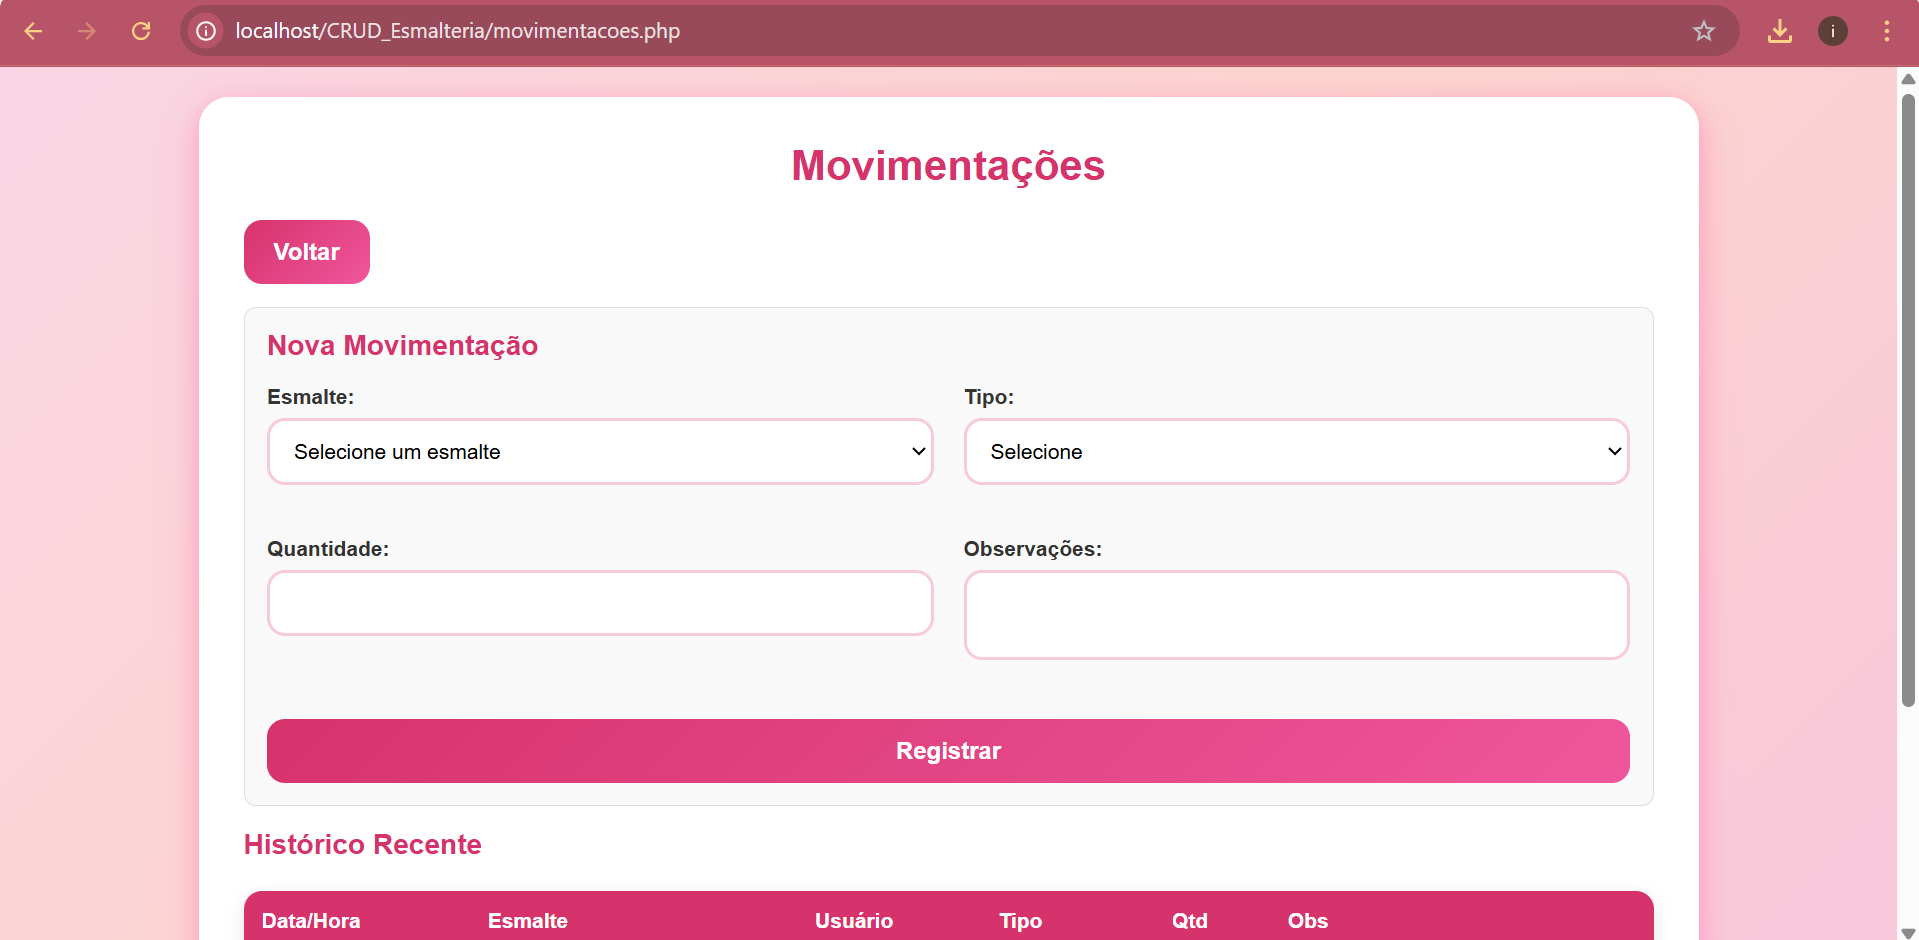 localhost/CRUD_Esmalteria/movimentacoes.php
i
Movimentações
Voltar
Nova Movimentação
Esmalte: Tipo:
Selecione um esmalte Selecione
Quantidade: Observações:
Registrar
Histórico Recente
Data/Hora Esmalte Usuário Tipo Qtd Obs